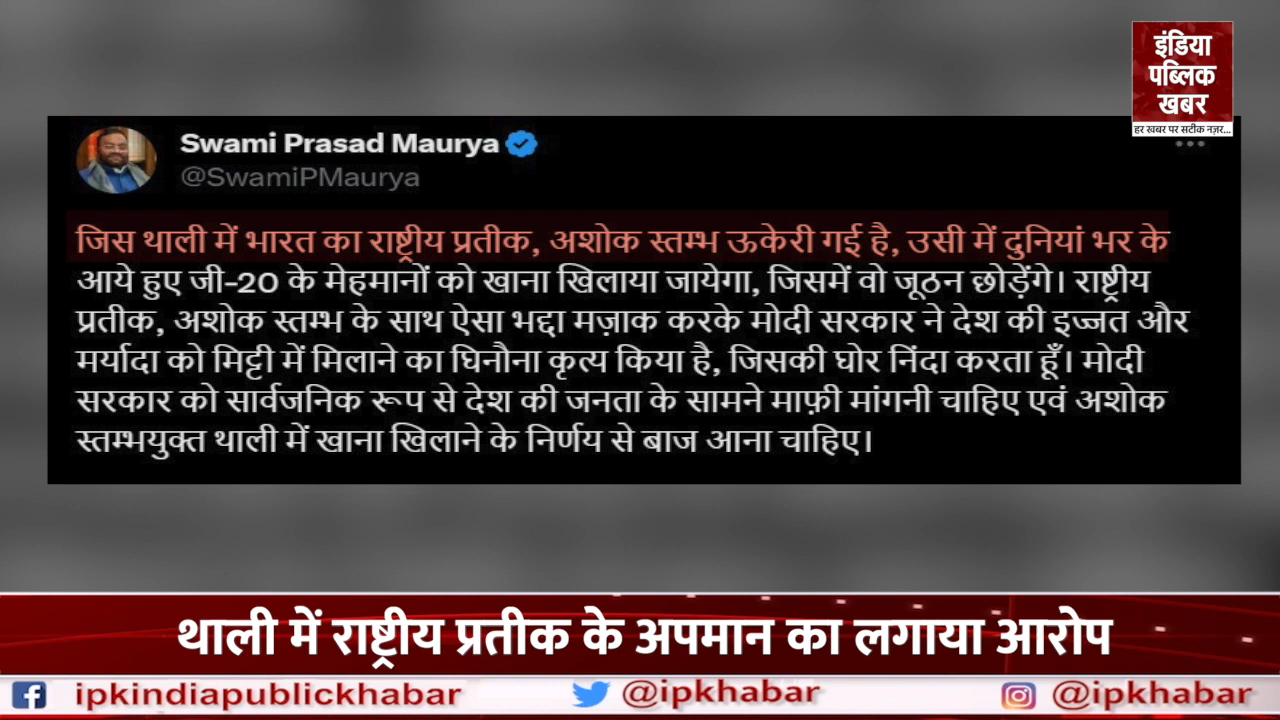 इंडिया
पब्लिक
खबर
हर खबर पर सटीक नज़र...
Swami Prasad Maurya
@SwamiPMaurya
जिस थाली में भारत का राष्ट्रीय प्रतीक, अशोक स्तम्भ ऊकेरी गई है, उसी में दुनियां भर के
आये हुए जी-20 के मेहमानों को खाना खिलाया जायेगा, जिसमें वो जूठन छोड़ेंगे। राष्ट्रीय
प्रतीक, अशोक स्तम्भ के साथ ऐसा भद्दा मज़ाक करके मोदी सरकार ने देश की इज्जत और
मर्यादा को मिट्टी में मिलाने का घिनौना कृत्य किया है, जिसकी घोर निंदा करता हूँ। मोदी
सरकार को सार्वजनिक रूप से देश की जनता के सामने माफ़ी मांगनी चाहिए एवं अशोक
स्तम्भयुक्त थाली में खाना खिलाने के निर्णय से बाज आना चाहिए।
थाली में राष्ट्रीय प्रतीक के अपमान का लगाया आरोप
ipkindiapublickhabar @ipkhabar @ipkhabar